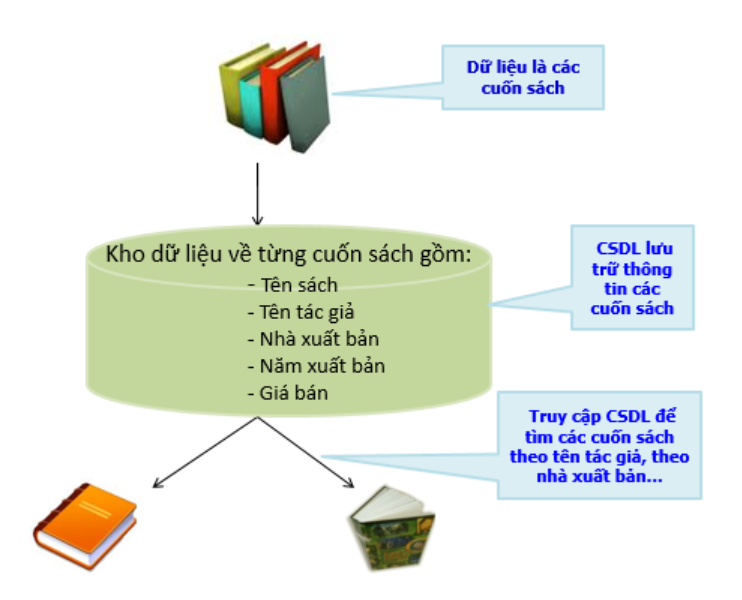 Dữ liệu là các
cuốn sách
Kho dữ liệu về từng cuốn sách gồm:
- Tên sách
- Tên tác giả
- Nhà xuất bản
- Năm xuất bản
- Giá bán
CSDL lưu
trữ thông
tin các
cuốn sách
Truy cập CSDL để
tìm các cuốn sách
theo tên tác giả, theo
nhà xuất bản...